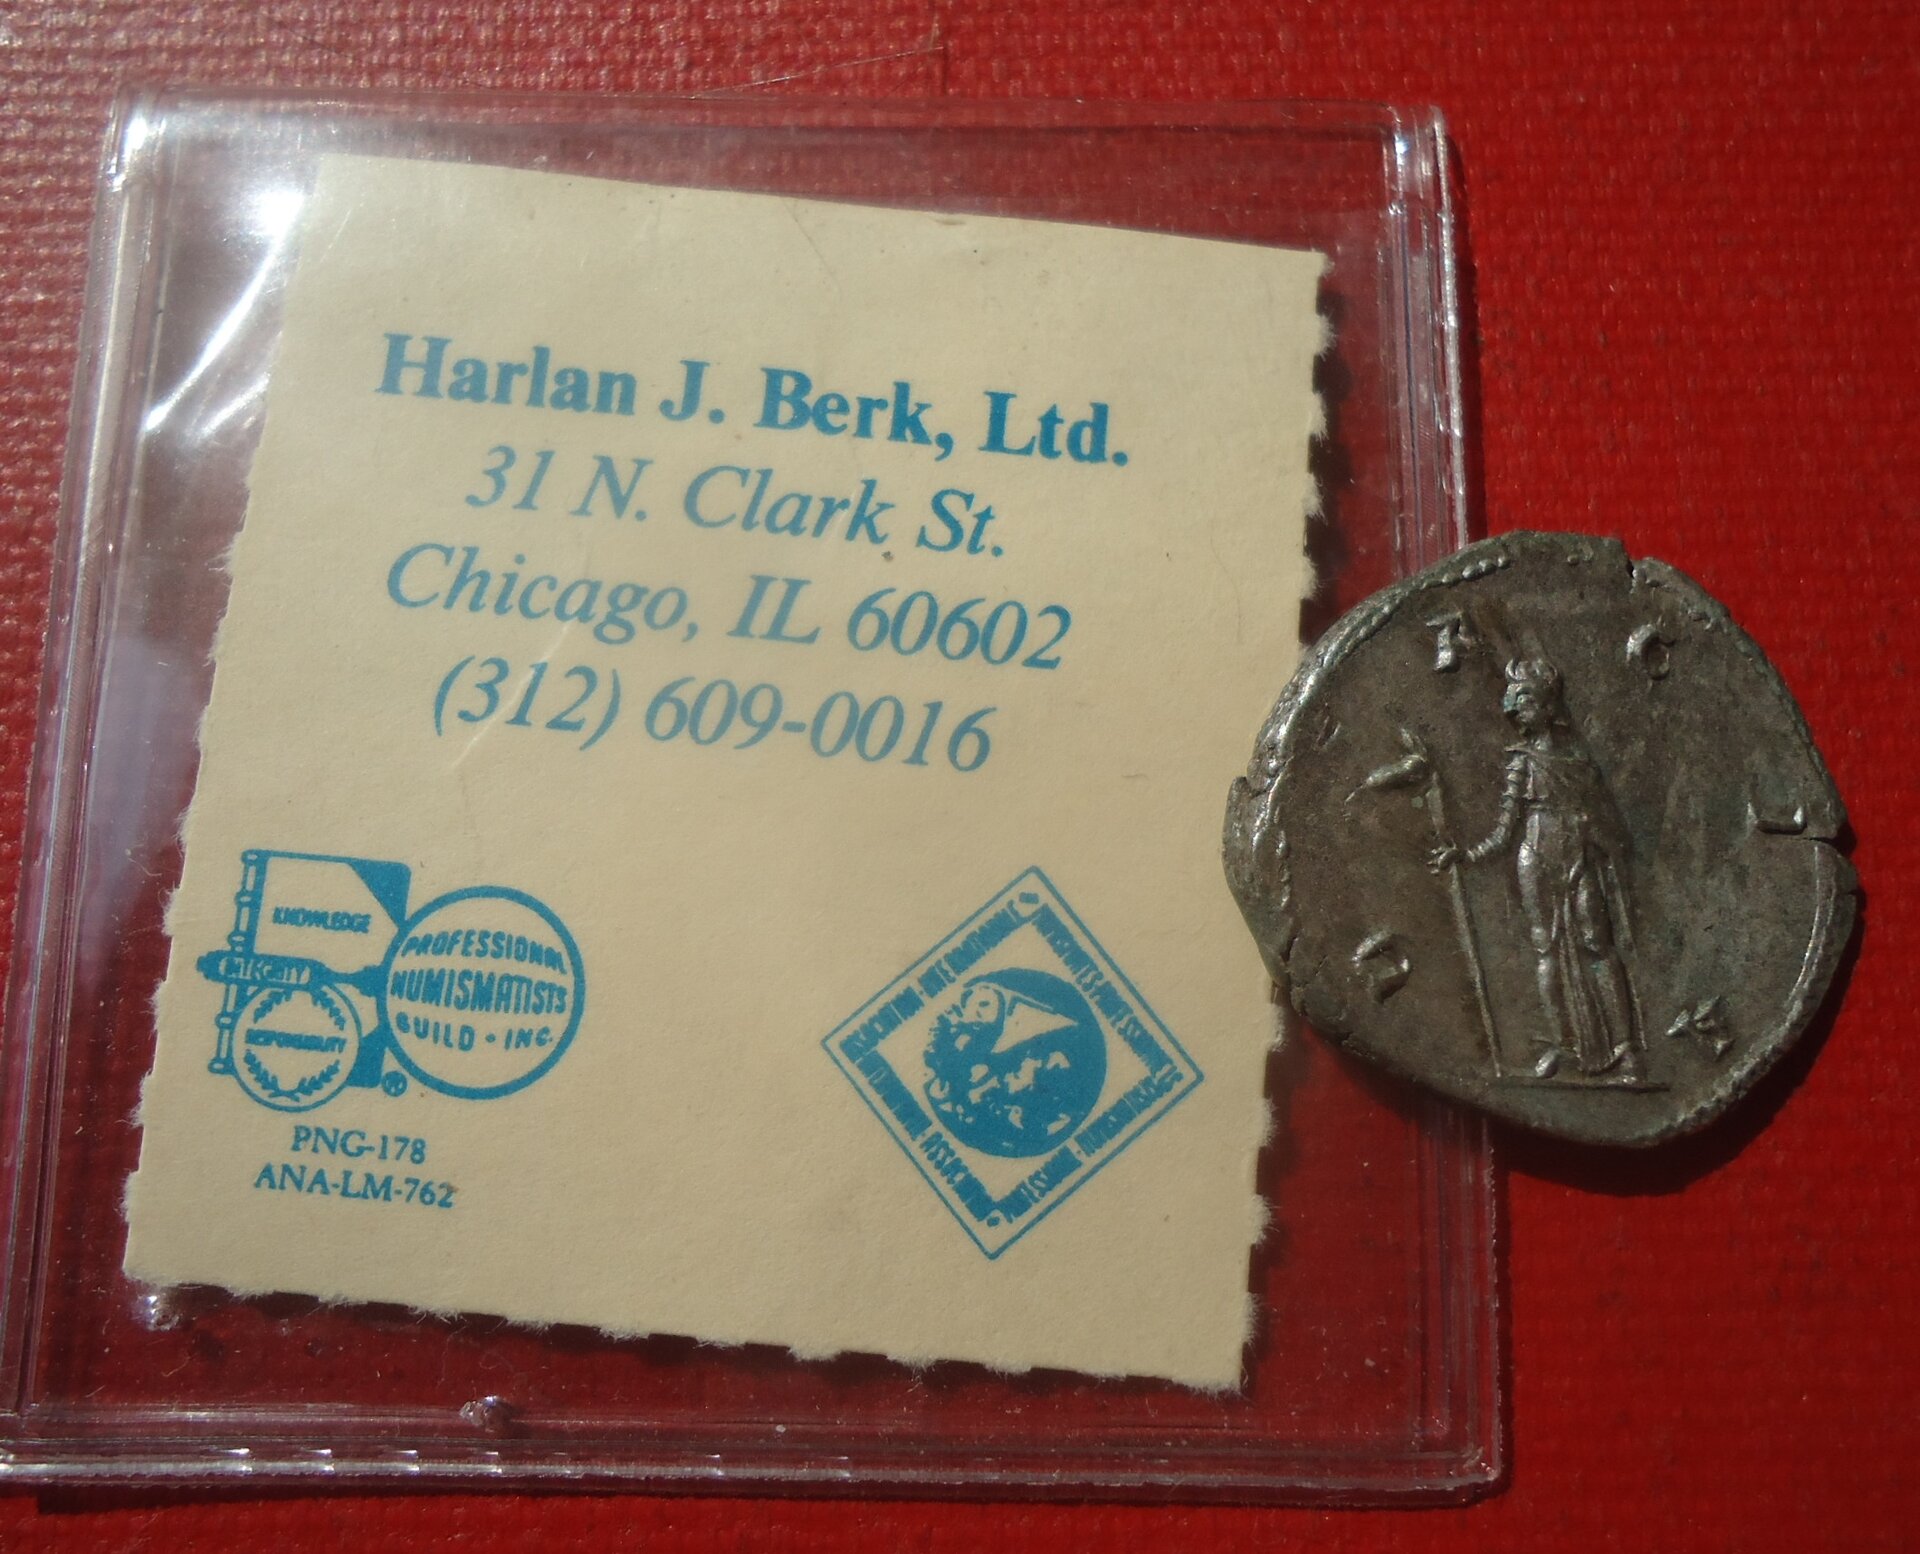 Harlan J. Berk, Ltd.
31 N. Clark St.
Chicago, IL 60602
(312) 609-0016
KNOWLEDGE
INTEGRITY
RESPONSIBILITY
PROFESSIONAL
NUMISMATISTS
GUILD · INC.
PNG-178
ANA-LM-762